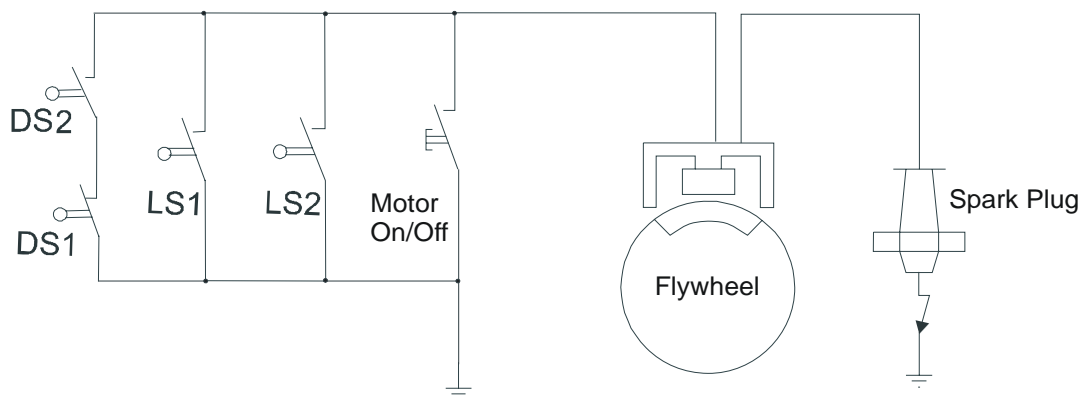 DS2
DS1
LS1
LS2
Motor
On/Off
Flywheel
Spark Plug